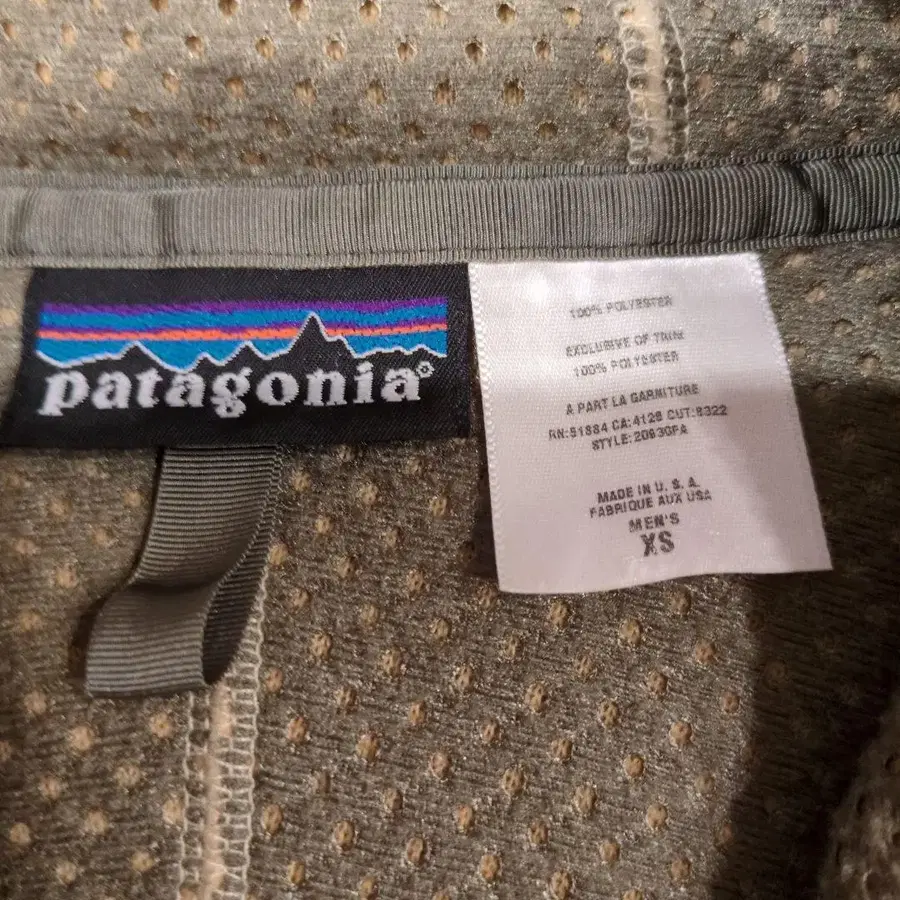 patagonia®
100% POLYESTER
EXCLUSIVE OF TRIM
100% POLYESTER
A PART LA GARNITURE
RN:51884 CA:4128 CUT:8322
STYLE:20930FA
MADE IN U.S.A.
FABRIQUE AUX USA
MEN'S
XS